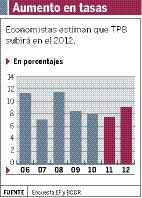 Aumento en tasas
Economistas estiman que TPB
subirá en el 2012.
En porcentajes
14
12
10
8
6
4
2
0
06 07 08 09 10 11 12
FUENTE Encuesta EF y BCCR.